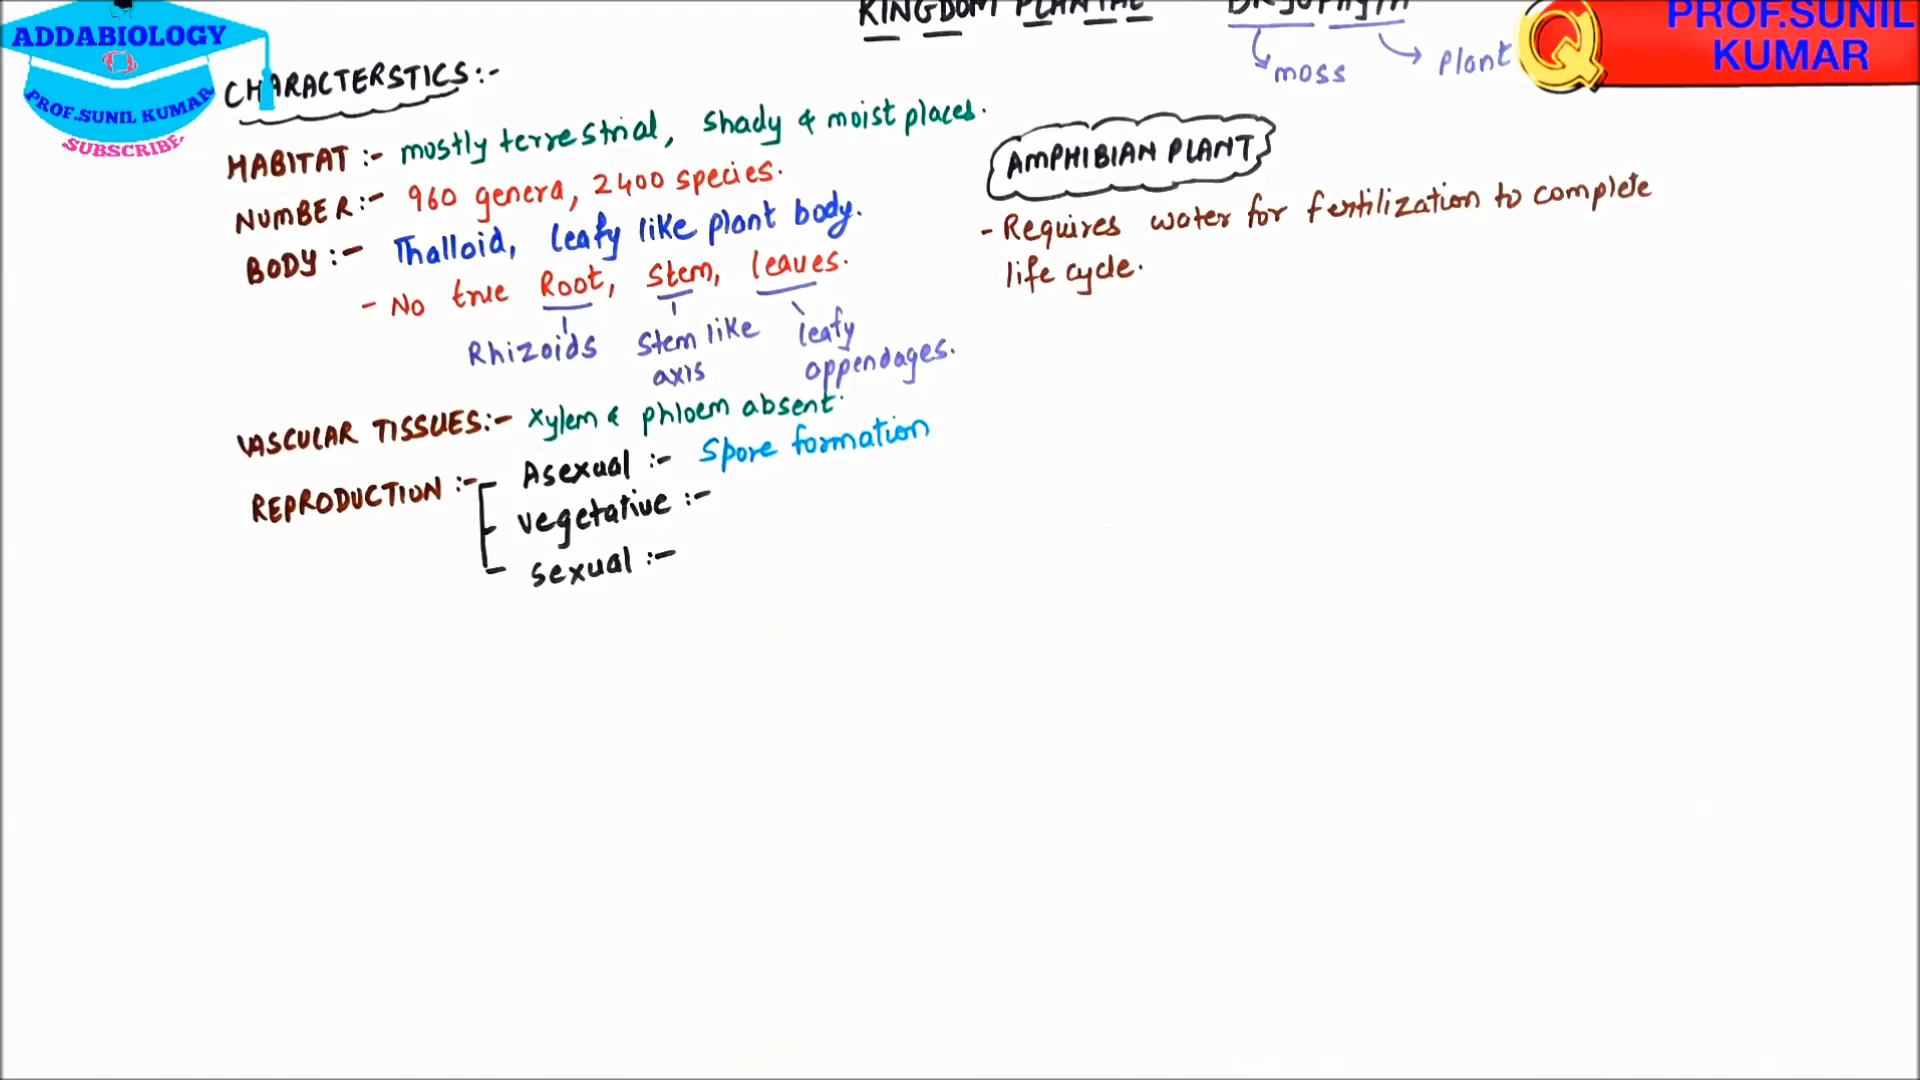 KINGDOM PLANTAE
PROF.SUNIL
KUMAR
ADDABIOLOGY
PROF.SUNIL KUMAR
SUBSCRIBE
moss
plant
CHARACTERSTICS:-
HABITAT :- mostly terrestrial, shady & moist places.
NUMBER:- 960 genera, 2400 species.
BODY :- Thalloid, leafy like plant body.
- No true Root, stem, leaves.
Rhizoids stem like leafy
axis appendages.
VASCULAR TISSUES:- xylem & phloem absent.
REPRODUCTION :- Asexual :- Spore formation
vegetative :-
sexual :-
AMPHIBIAN PLANT
- Requires water for fertilization to complete
life cycle.